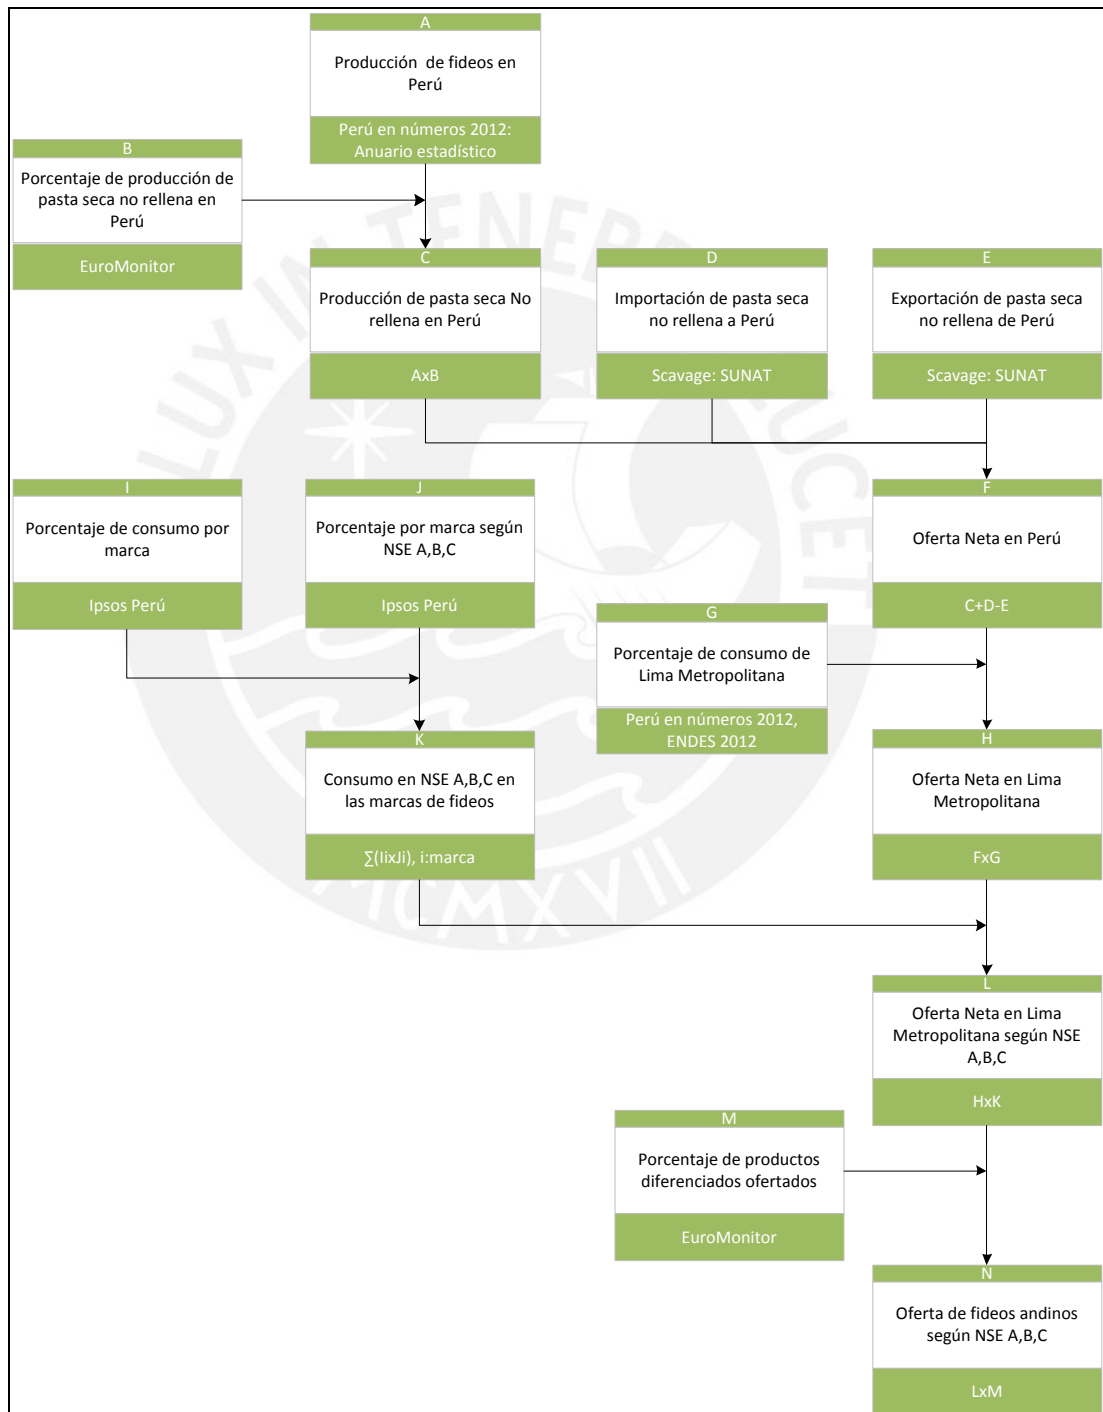 A
Producción de fideos en
Perú
Perú en números 2012:
Anuario estadístico
B
Porcentaje de producción de
pasta seca no rellena en
Perú
EuroMonitor
C
Producción de pasta seca No
rellena en Perú
AxB
D
Importación de pasta seca
no rellena a Perú
Scavage: SUNAT
E
Exportación de pasta seca
no rellena de Perú
Scavage: SUNAT
I
Porcentaje de consumo por
marca
Ipsos Perú
J
Porcentaje por marca según
NSE A,B,C
Ipsos Perú
F
Oferta Neta en Perú
C+D-E
G
Porcentaje de consumo de
Lima Metropolitana
Perú en números 2012,
ENDES 2012
K
Consumo en NSE A,B,C en
las marcas de fideos
∑(IixJi), i:marca
H
Oferta Neta en Lima
Metropolitana
FxG
L
Oferta Neta en Lima
Metropolitana según NSE
A,B,C
HxK
M
Porcentaje de productos
diferenciados ofertados
EuroMonitor
N
Oferta de fideos andinos
según NSE A,B,C
LxM
LUX IN TENEBRIS LUCET
MCMXVII